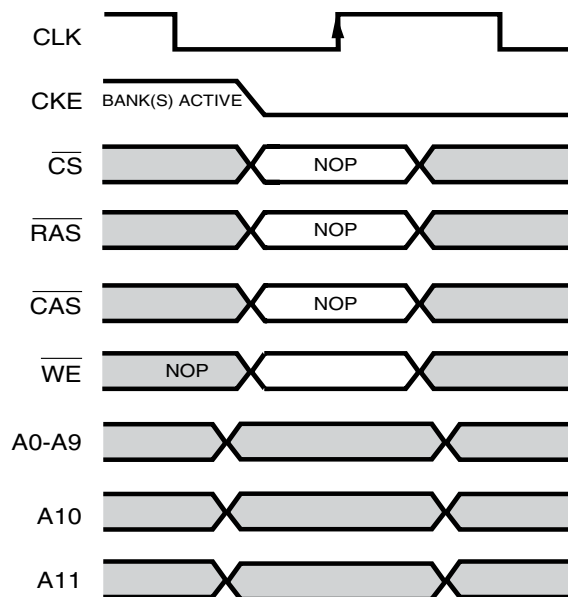 CLK
CKE BANK(S) ACTIVE
CS NOP
RAS NOP
CAS NOP
WE NOP
A0-A9
A10
A11